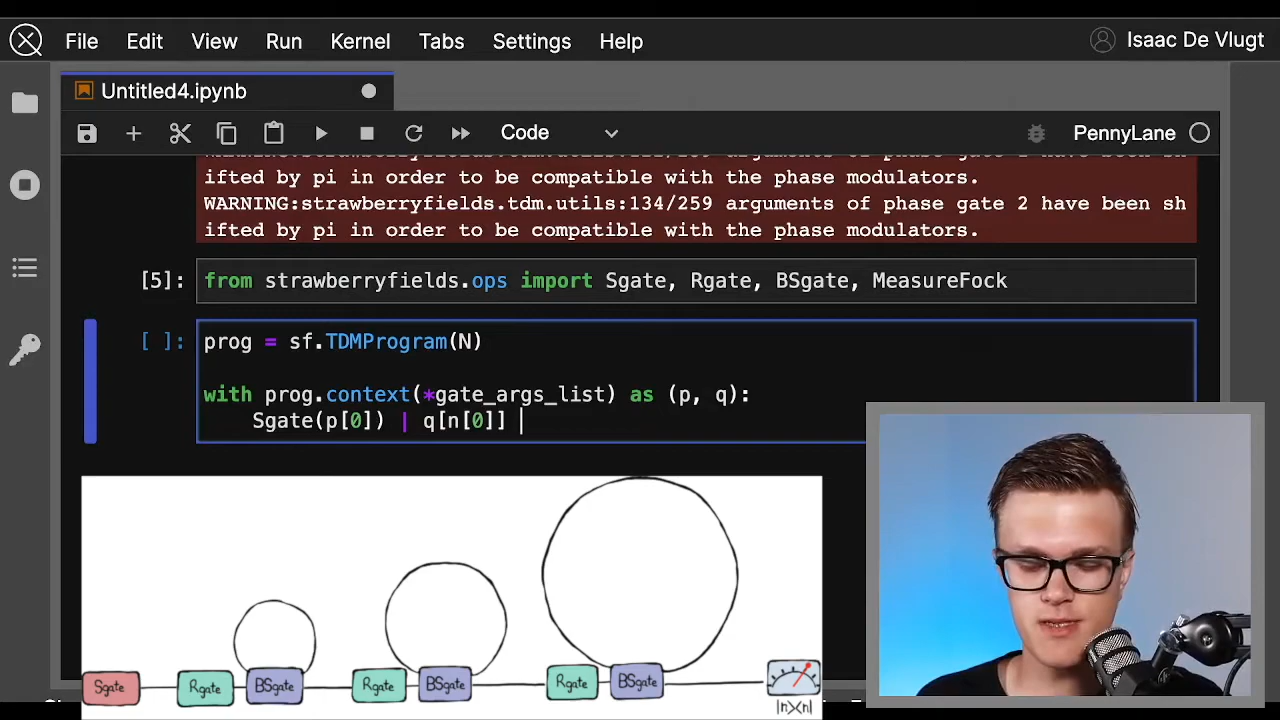 File Edit View Run Kernel Tabs Settings Help Isaac De Vlugt
Untitled4.ipynb
Code PennyLane
ifted by pi in order to be compatible with the phase modulators.
WARNING:strawberryfields.tdm.utils:134/259 arguments of phase gate 2 have been sh
ifted by pi in order to be compatible with the phase modulators.
[5]: from strawberryfields.ops import Sgate, Rgate, BSgate, MeasureFock
[ ]: prog = sf.TDMProgram(N)
with prog.context(*gate_args_list) as (p, q):
Sgate(p[0]) | q[n[0]]
Sgate Rgate BSgate Rgate BSgate Rgate BSgate
|n⟩⟨n|